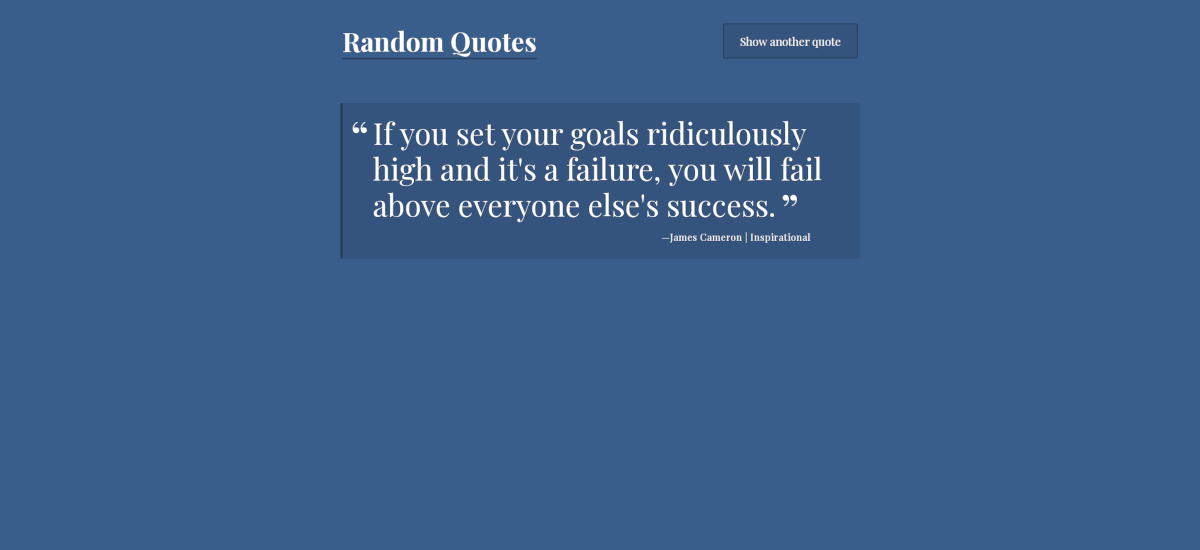 Random Quotes
Show another quote
“ If you set your goals ridiculously
high and it's a failure, you will fail
above everyone else's success. ”
—James Cameron | Inspirational